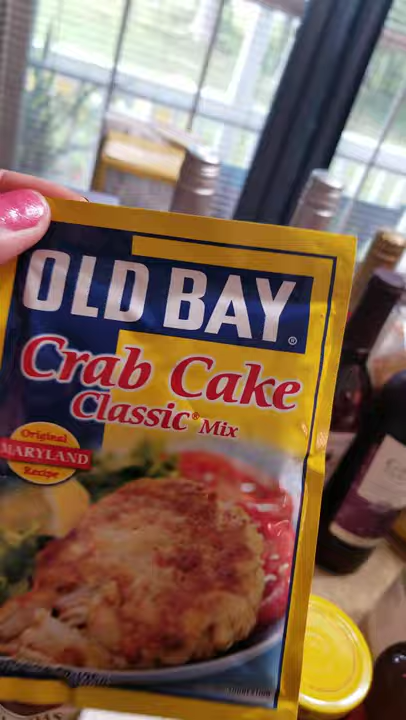 OLD BAY®
Crab Cake
Classic® Mix
Original
MARYLAND
Recipe